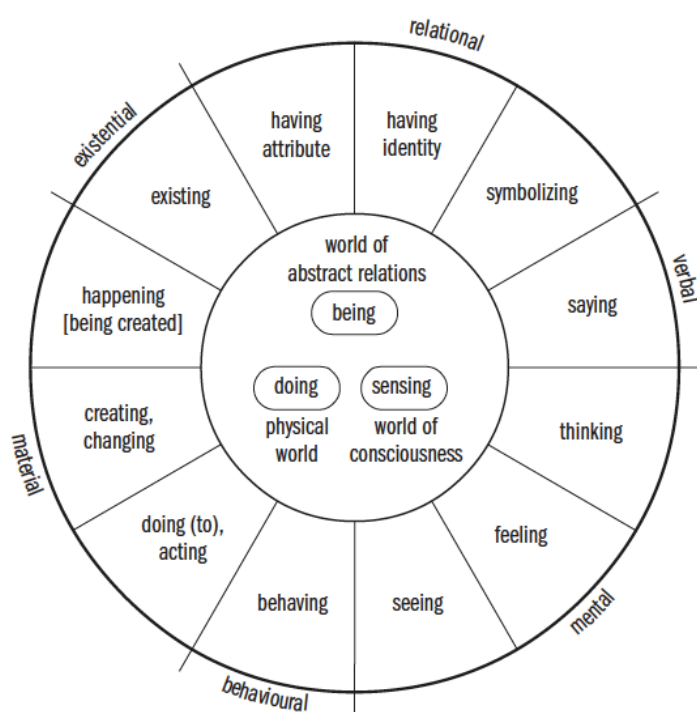 relational
having
attribute
having
identity
existential
existing
symbolizing
world of
abstract relations
being
verbal
happening
[being created]
saying
doing
sensing
physical
world
world of
consciousness
creating,
changing
thinking
material
doing (to),
acting
feeling
behaving
seeing
mental
behavioural